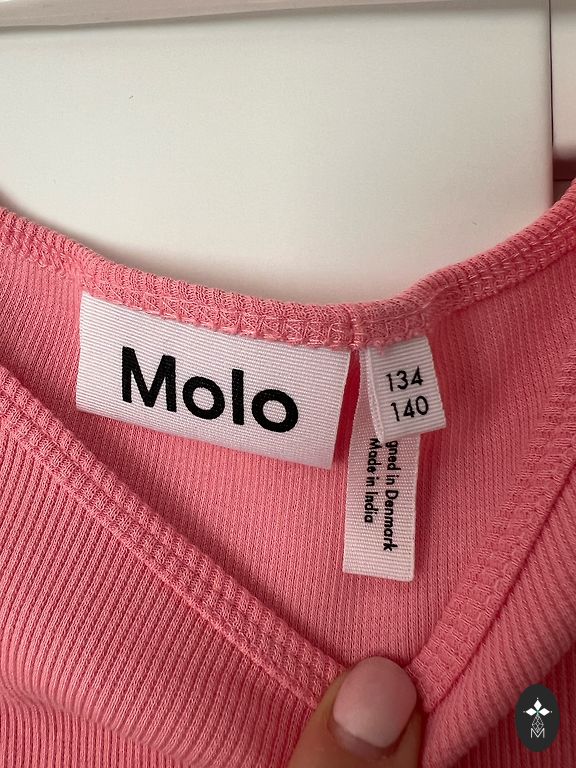 Molo
134
140
gned in Denmark
Made in India
M